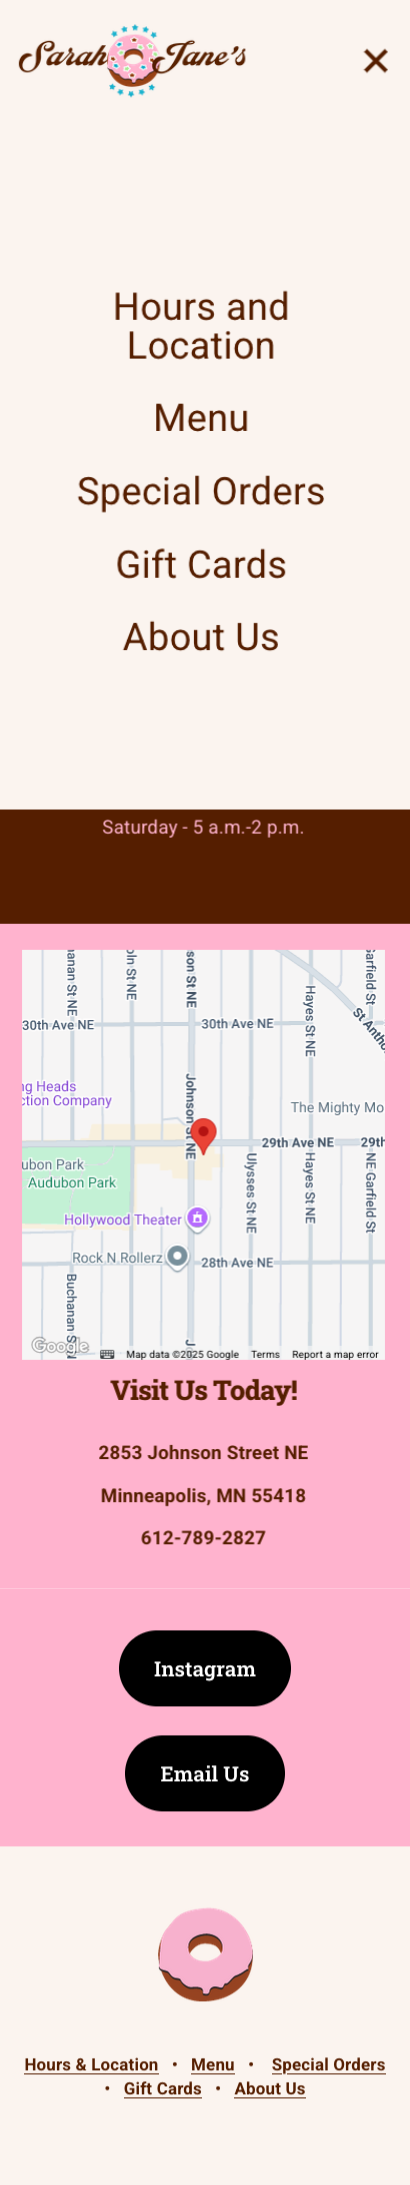 Sarah Jane's
Hours and
Location
Menu
Special Orders
Gift Cards
About Us
Saturday - 5 a.m.-2 p.m.
30th Ave NE
30th Ave NE
Hayes St NE
Johnson St NE
The Mighty Mo
29th Ave NE
29th
Audubon Park
Hollywood Theater
Ulysses St NE
Hayes St NE
NE Garfield St
Rock N Rollerz
28th Ave NE
Google
Map data ©2025 Google
Terms
Report a map error
Visit Us Today!
2853 Johnson Street NE
Minneapolis, MN 55418
612-789-2827
Instagram
Email Us
Hours & Location • Menu • Special Orders
• Gift Cards • About Us